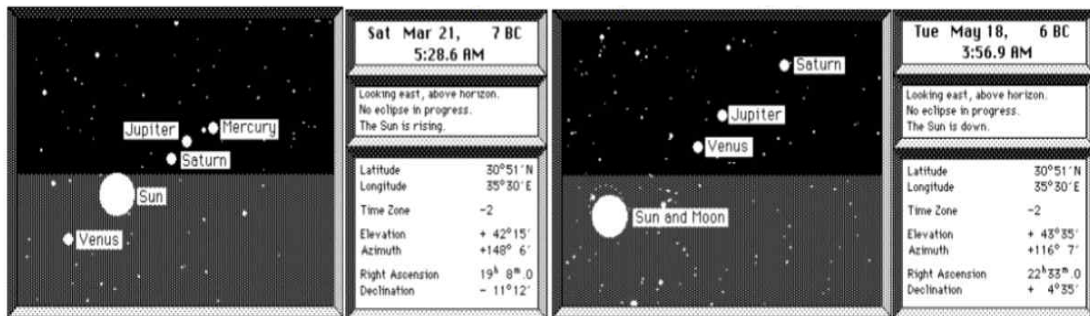 Jupiter
Mercury
Saturn
Sun
Venus
Sat Mar 21, 7 BC
5:28.6 AM
Looking east, above horizon.
No eclipse in progress.
The Sun is rising.
Latitude 30°51'N
Longitude 35°30'E
Time Zone -2
Elevation + 42°15'
Azimuth +148° 6'
Right Ascension 19h 8m.0
Declination - 11°12'
Saturn
Jupiter
Venus
Sun and Moon
Tue May 18, 6 BC
3:56.9 AM
Looking east, above horizon.
No eclipse in progress.
The Sun is down.
Latitude 30°51'N
Longitude 35°30'E
Time Zone -2
Elevation + 43°35'
Azimuth +116° 7'
Right Ascension 22h33m.0
Declination + 4°35'